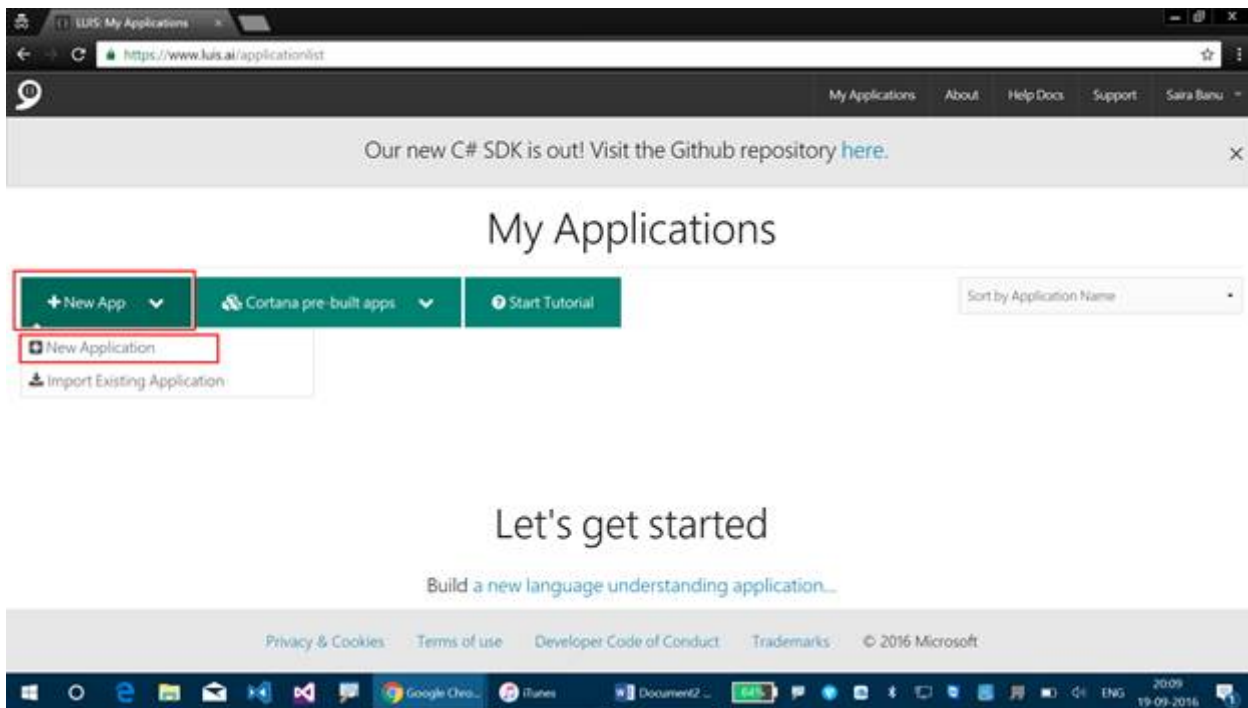 LUIS: My Applications
https://www.luis.ai/applicationlist
My Applications About Help Docs Support Saira Banu
Our new C# SDK is out! Visit the Github repository here.
My Applications
New App
Cortana pre-built apps
Start Tutorial
Sort by Application Name
New Application
Import Existing Application
Let's get started
Build a new language understanding application...
Privacy & Cookies Terms of use Developer Code of Conduct Trademarks © 2016 Microsoft
Google Chro... iTunes Document2 - 64% ENG 20:09
19-09-2016